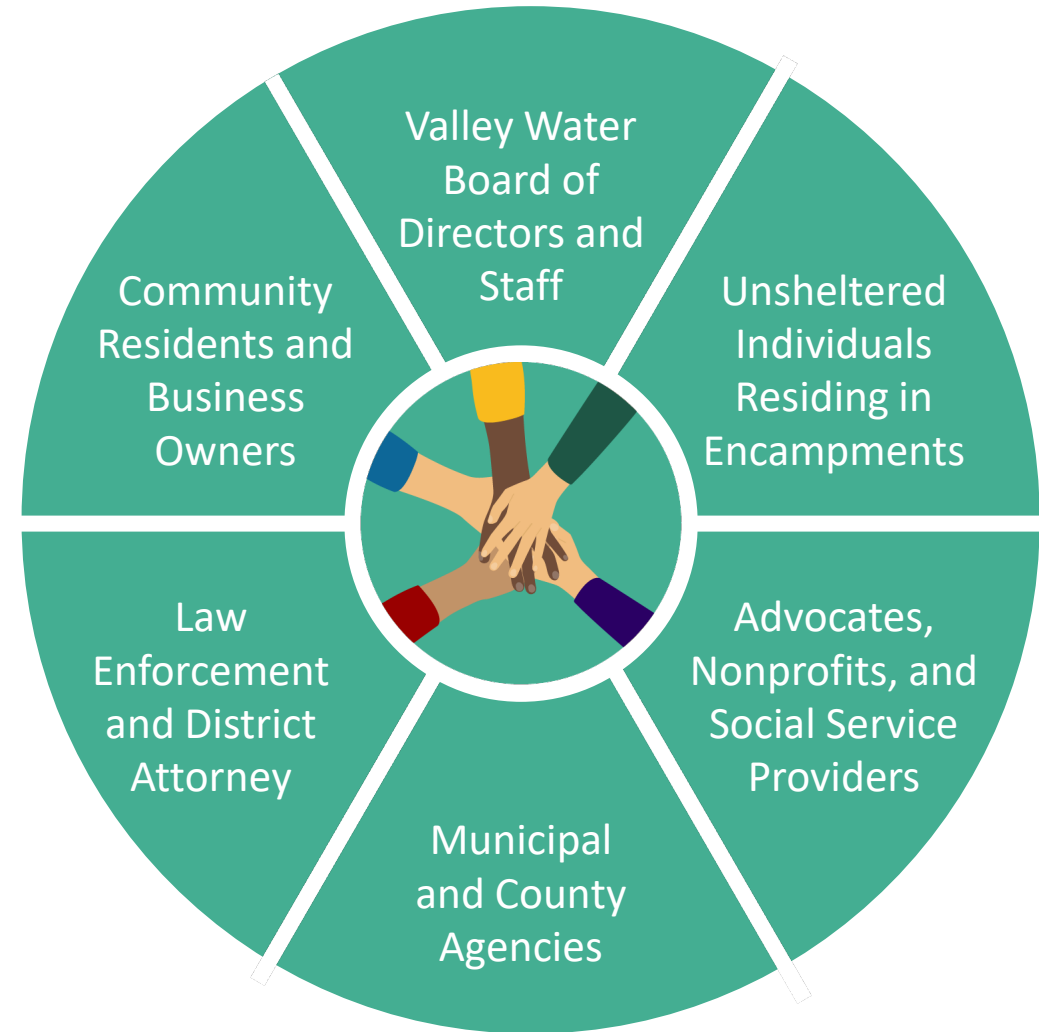 Valley Water
Board of
Directors and
Staff
Unsheltered
Individuals
Residing in
Encampments
Advocates,
Nonprofits, and
Social Service
Providers
Municipal
and County
Agencies
Law
Enforcement
and District
Attorney
Community
Residents and
Business
Owners